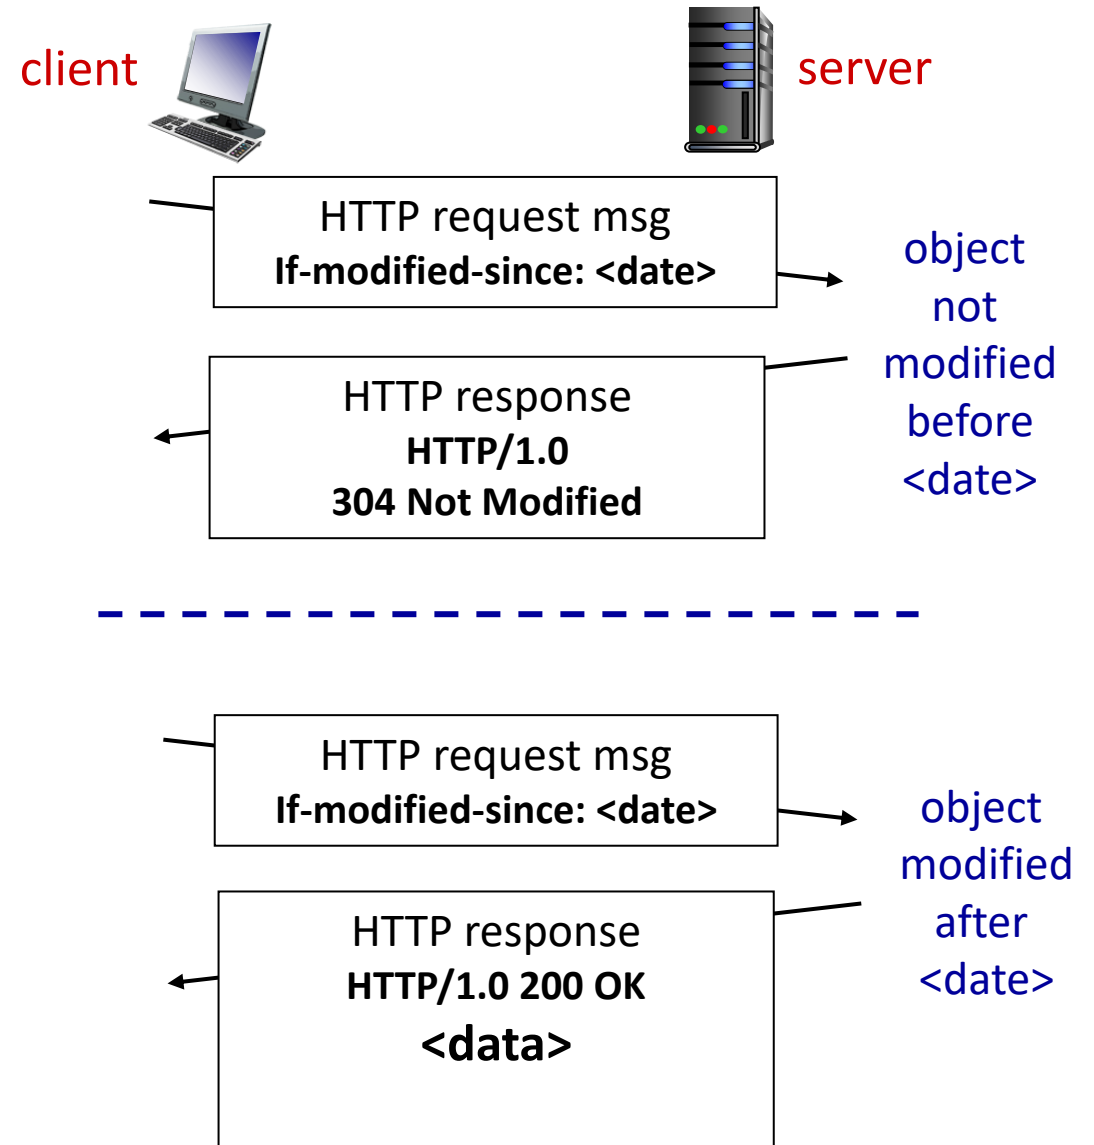 client
server
HTTP request msg
If-modified-since: <date>
object
not
modified
before
<date>
HTTP response
HTTP/1.0
304 Not Modified
HTTP request msg
If-modified-since: <date>
object
modified
after
<date>
HTTP response
HTTP/1.0 200 OK
<data>